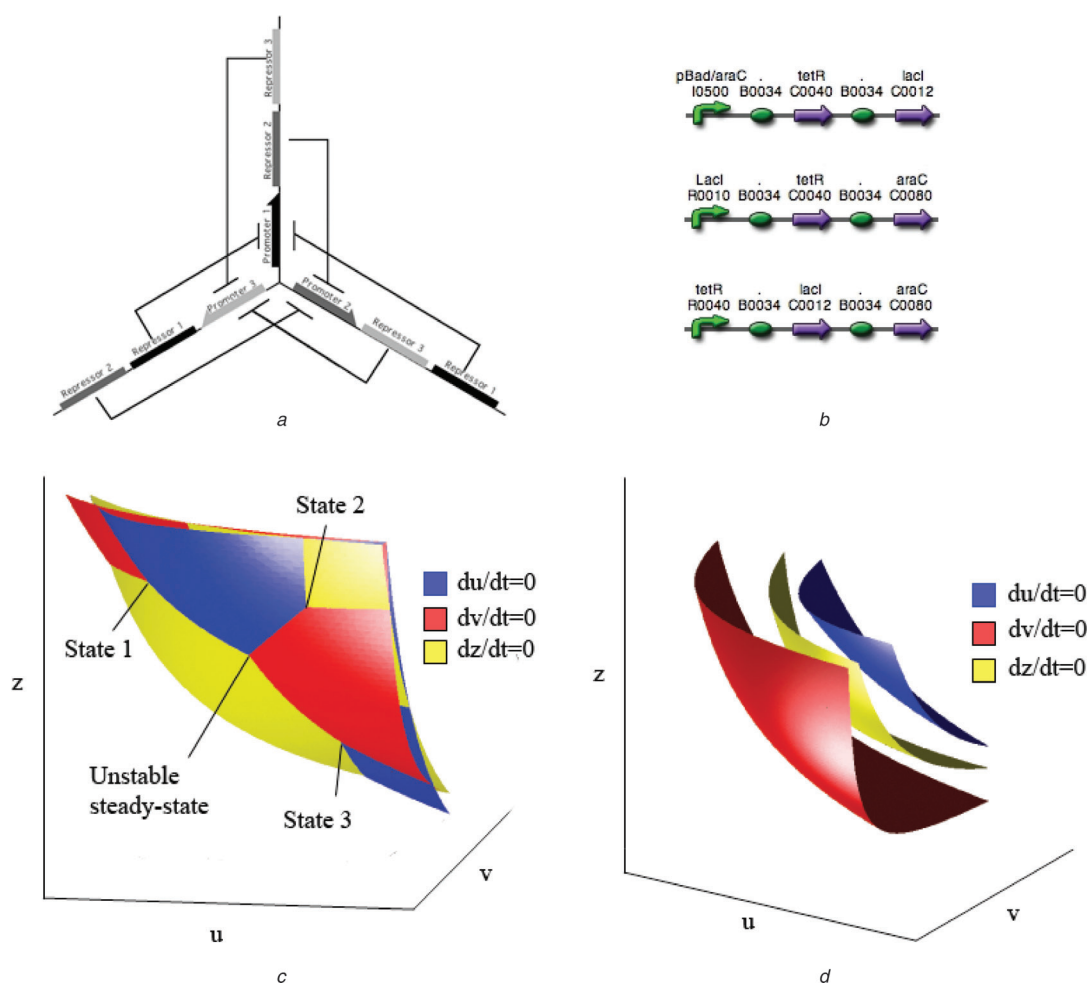 Repressor 3
Repressor 2
Promoter 1
Promoter 3
Promoter 2
Repressor 1
Repressor 3
Repressor 2
Repressor 1
a
pBad/araC . tetR . lacI
I0500 B0034 C0040 B0034 C0012
LacI . tetR . araC
R0010 B0034 C0040 B0034 C0080
tetR . lacI . araC
R0040 B0034 C0012 B0034 C0080
b
State 2
du/dt=0
dv/dt=0
dz/dt=0
State 1
z
Unstable
steady-state
State 3
v
u
c
du/dt=0
dv/dt=0
dz/dt=0
z
u
v
d